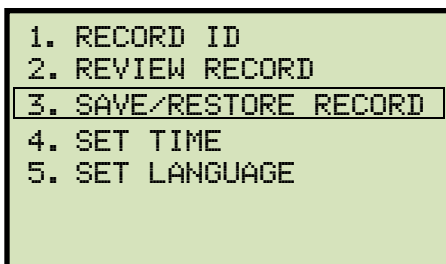 1. RECORD ID
2. REVIEW RECORD
3. SAVE/RESTORE RECORD
4. SET TIME
5. SET LANGUAGE